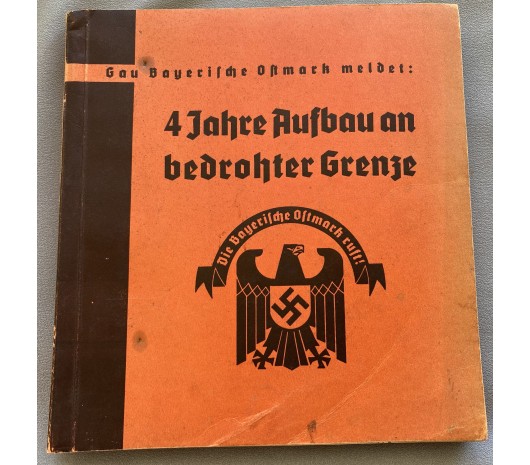 Gau Bayerische Ostmark meldet:
4 Jahre Aufbau an
bedrohter Grenze
Die Bayerische Ostmark ruft!